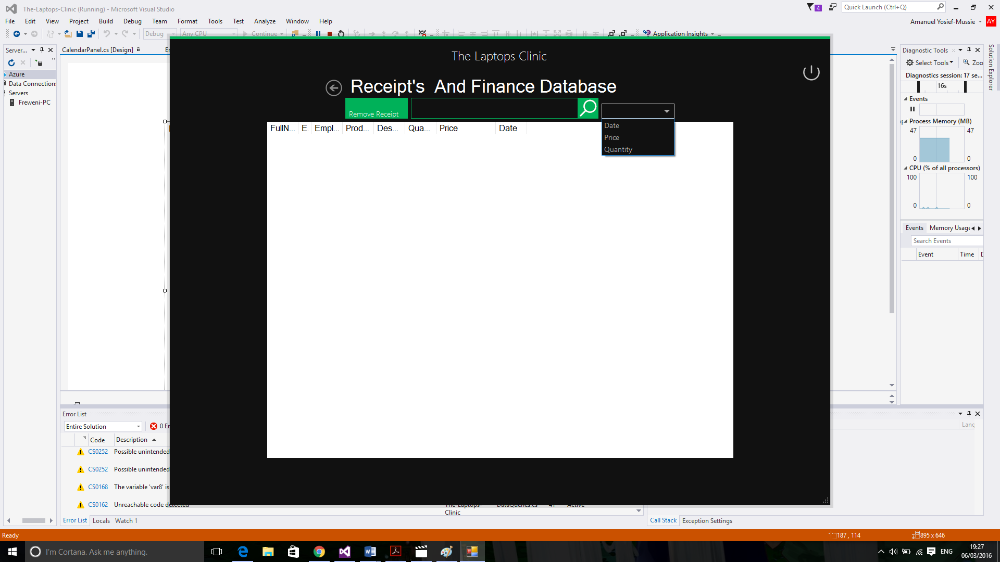 The-Laptops-Clinic (Running) - Microsoft Visual Studio
4
Quick Launch (Ctrl+Q)
File Edit View Project Build Debug Team Format Tools Test Analyze Window Help
Amanuel Yosief-Mussie AY
Debug Any CPU Continue Application Insights
Server...
CalendarPanel.cs [Design]
Azure
Data Connection
Servers
Freweni-PC
The Laptops Clinic
Receipt's And Finance Database
Remove Receipt
FullN... E. Empl... Prod... Des... Qua... Price Date
Date
Price
Quantity
Diagnostic Tools
Select Tools Zoo
Diagnostics session: 17 se...
16s
Events
Process Memory (MB)
47 47
0 0
CPU (% of all processors)
100 100
0 0
Events Memory Usage
Search Events
Event Time
Solution Explorer
Error List
Entire Solution 0 Er
Code Description
CS0252 Possible unintended
CS0252 Possible unintended
CS0168 The variable 'var8' is
CS0162 Unreachable code detected The-Laptops- DataQueries.cs 41 Active
Clinic
Lang
Error List Locals Watch 1
Call Stack Exception Settings
Ready 187 , 114 895 x 646
I'm Cortana. Ask me anything.
ENG
19:27
06/03/2016